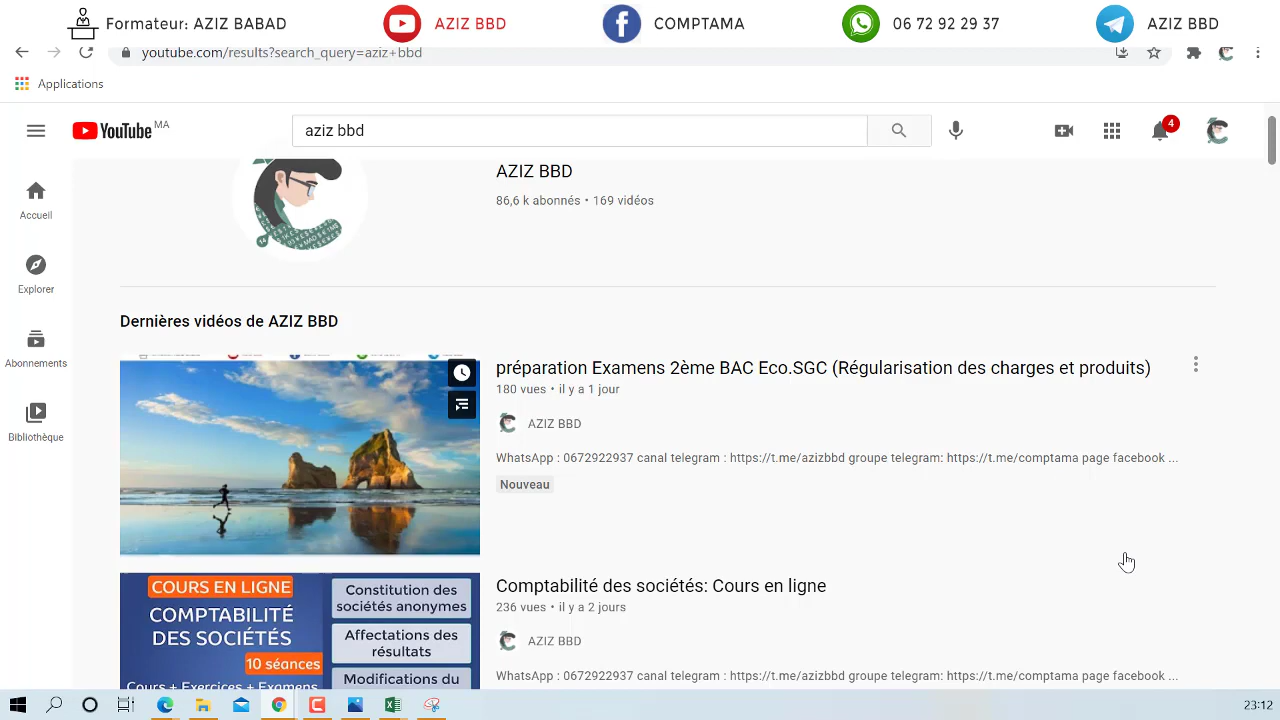 Formateur: AZIZ BABAD
AZIZ BBD
COMPTAMA
06 72 92 29 37
AZIZ BBD
youtube.com/results?search_query=aziz+bbd
Applications
YouTube MA
aziz bbd
4
AZIZ BBD
86,6 k abonnés • 169 vidéos
Accueil
Explorer
Abonnements
Bibliothèque
Dernières vidéos de AZIZ BBD
préparation Examens 2ème BAC Eco.SGC (Régularisation des charges et produits)
180 vues • il y a 1 jour
AZIZ BBD
WhatsApp : 0672922937 canal telegram : https://t.me/azizbbd groupe telegram: https://t.me/comptama page facebook ...
Nouveau
COURS EN LIGNE
COMPTABILITÉ
DES SOCIÉTÉS
10 séances
Cours + Exercices + Examens
Constitution des
sociétés anonymes
Affectations des
résultats
Modifications du
Comptabilité des sociétés: Cours en ligne
236 vues • il y a 2 jours
AZIZ BBD
WhatsApp : 0672922937 canal telegram : https://t.me/azizbbd groupe telegram: https://t.me/comptama page facebook ...
23:12